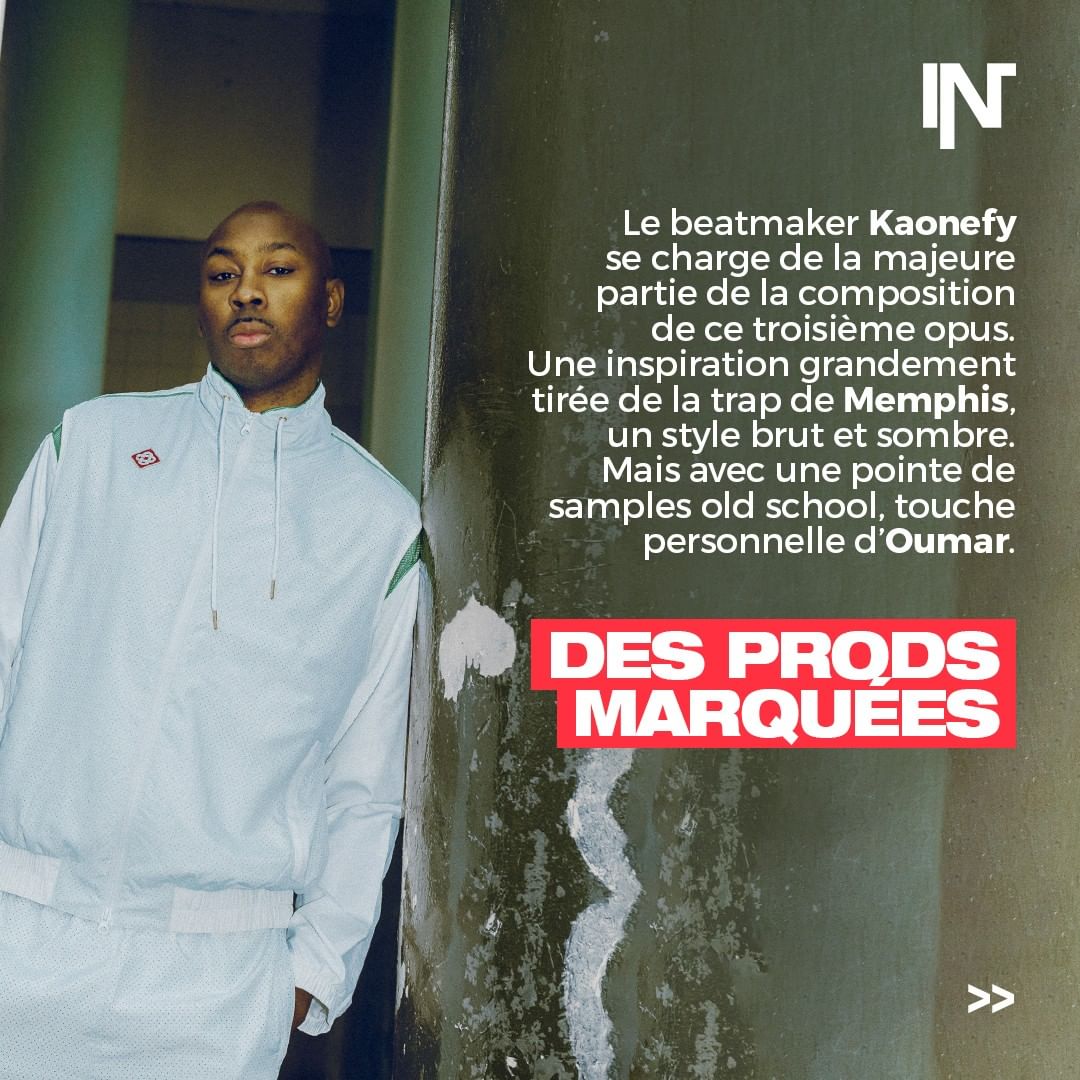 IN
Le beatmaker Kaonefy
se charge de la majeure
partie de la composition
de ce troisième opus.
Une inspiration grandement
tirée de la trap de Memphis,
un style brut et sombre.
Mais avec une pointe de
samples old school, touche
personnelle d’Oumar.
DES PRODS
MARQUÉES
>>